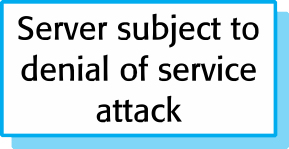 Server subject to
denial of service
attack